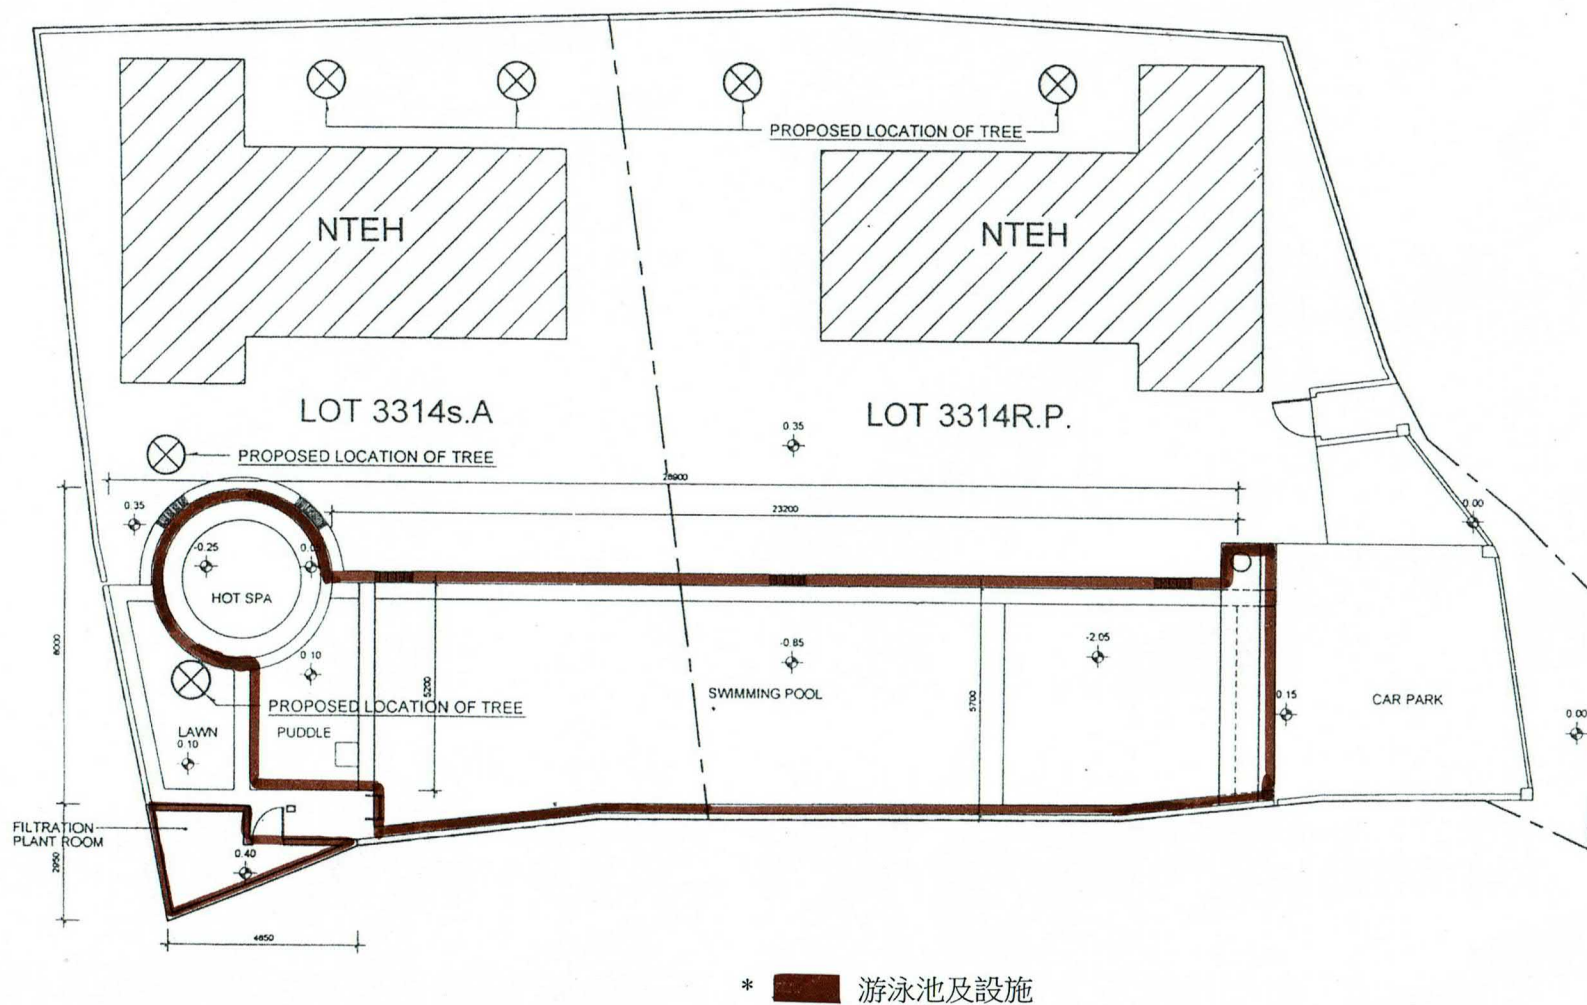 PROPOSED LOCATION OF TREE
NTEH
NTEH
LOT 3314s.A
LOT 3314R.P.
0.35
PROPOSED LOCATION OF TREE
28900
23200
0.35
0.00
-0.25
HOT SPA
8000
0.10
-0.85
-2.05
5200
SWIMMING POOL
5700
0.15
CAR PARK
0.00
PROPOSED LOCATION OF TREE
LAWN
PUDDLE
0.10
FILTRATION
PLANT ROOM
0.40
2950
4850
* 游泳池及設施